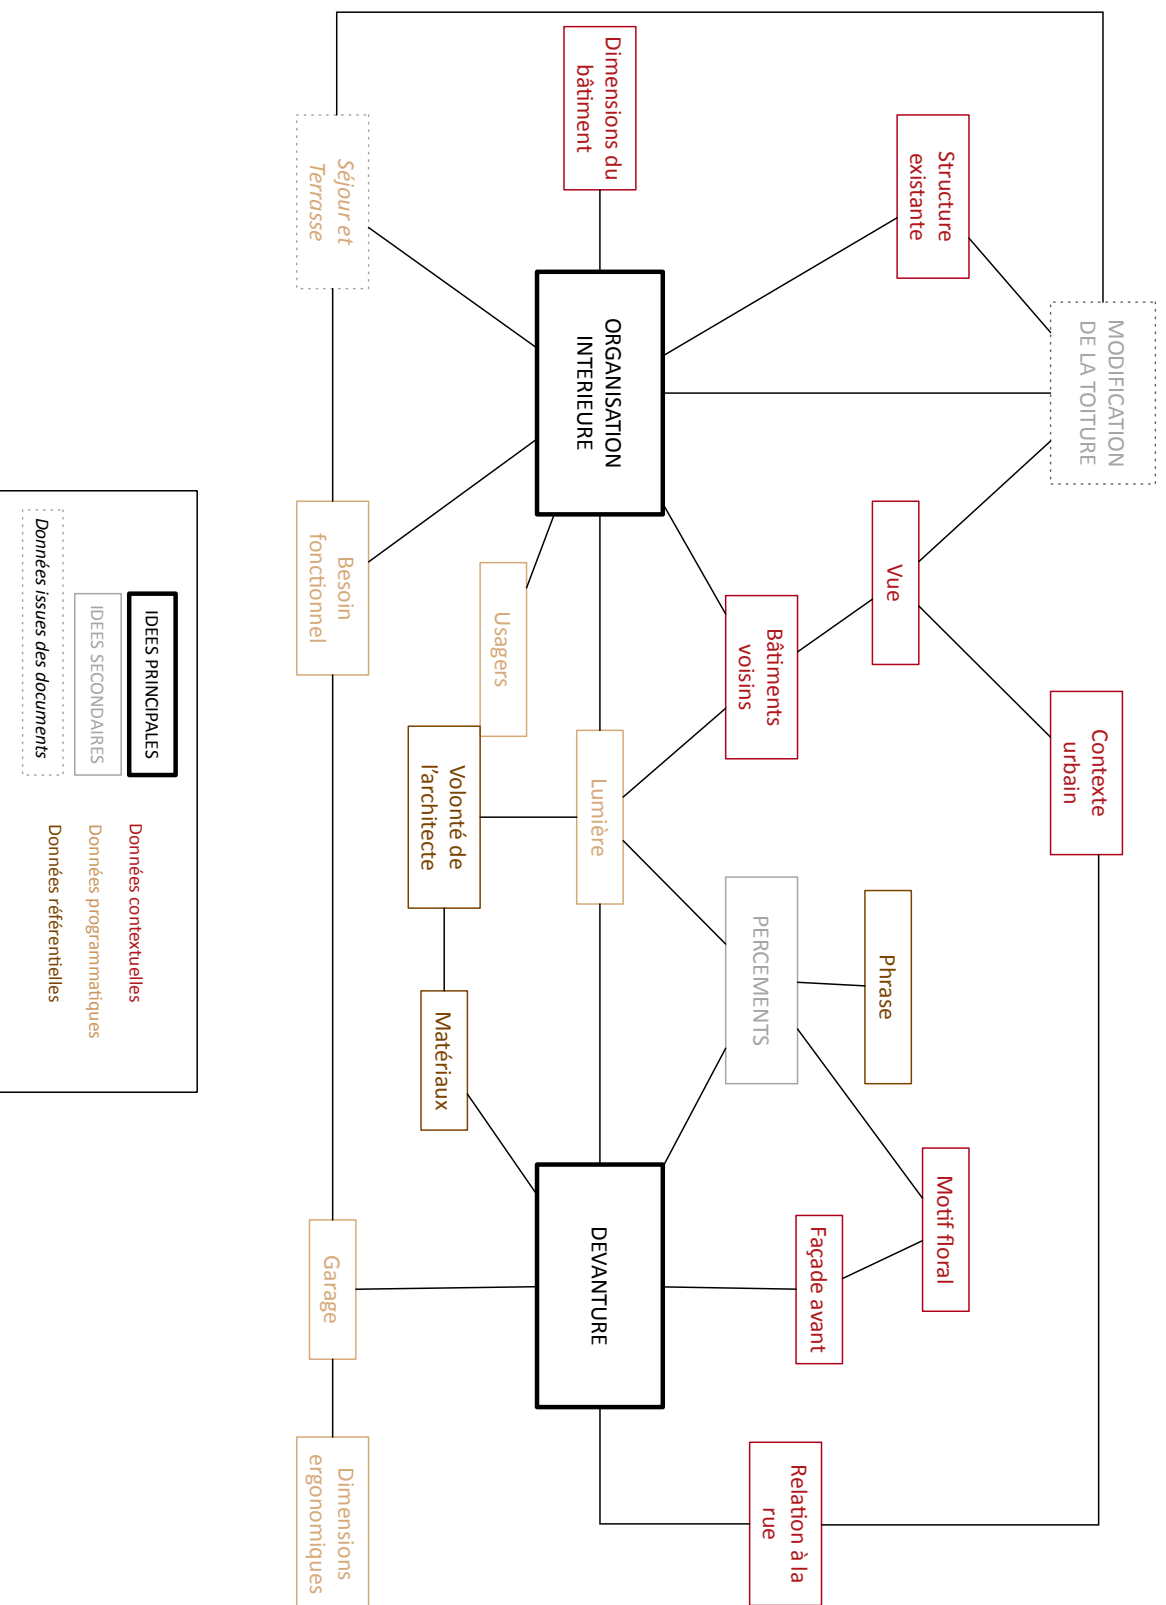 MODIFICATION
DE LA TOITURE
Contexte
urbain
Structure
existante
Vue
Phrase
Motif floral
Bâtiments
voisins
PERCEMENTS
Façade avant
Relation à la
rue
Dimensions du
bâtiment
ORGANISATION
INTERIEURE
Lumière
DEVANTURE
Usagers
Volonté de
l'architecte
Matériaux
Séjour et
Terrasse
Besoin
fonctionnel
Garage
Dimensions
ergonomiques
IDEES PRINCIPALES
IDEES SECONDAIRES
Données issues des documents
Données contextuelles
Données programmatiques
Données référentielles